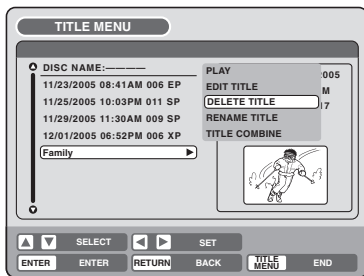 TITLE MENU
DISC NAME:————
11/23/2005 08:41AM 006 EP
11/25/2005 10:03PM 011 SP
11/29/2005 11:30AM 009 SP
12/01/2005 06:52PM 006 XP
Family
PLAY
EDIT TITLE
DELETE TITLE
RENAME TITLE
TITLE COMBINE
005
M
17
SELECT
SET
ENTER ENTER RETURN BACK TITLE MENU END